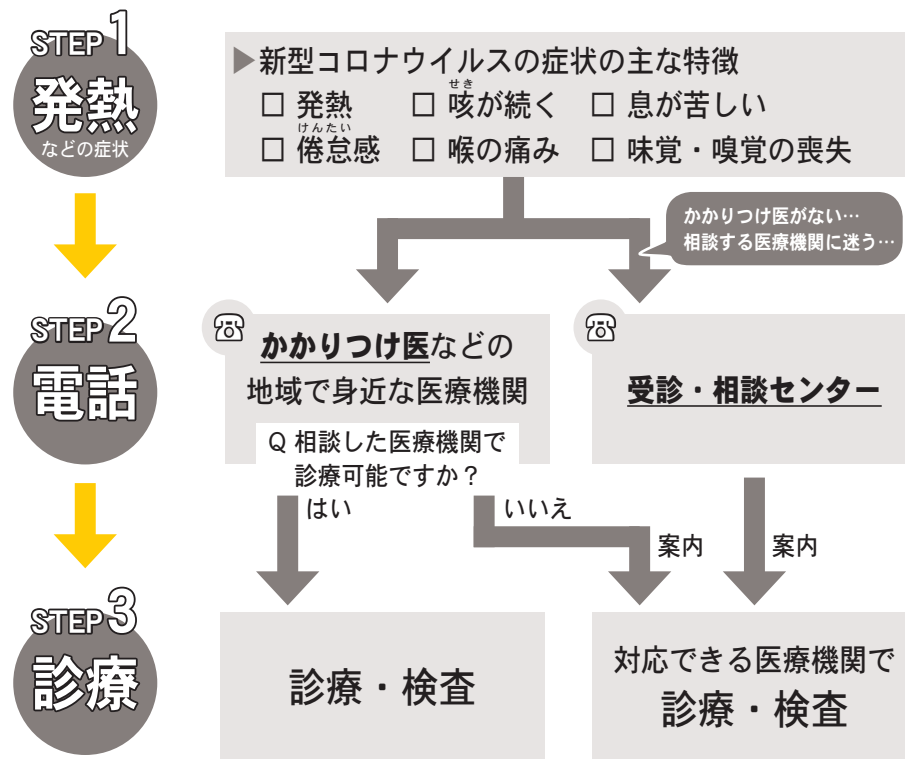 STEP1
発熱
などの症状
▶新型コロナウイルスの症状の主な特徴
□ 発熱 □ 咳が続く □ 息が苦しい
せき
□ 倦怠感 □ 喉の痛み □ 味覚・嗅覚の喪失
けんたい
かかりつけ医がない…
相談する医療機関に迷う…
STEP2
電話
かかりつけ医などの
地域で身近な医療機関
Q 相談した医療機関で
診療可能ですか？
はい
いいえ
受診・相談センター
案内
案内
STEP3
診療
診療・検査
対応できる医療機関で
診療・検査